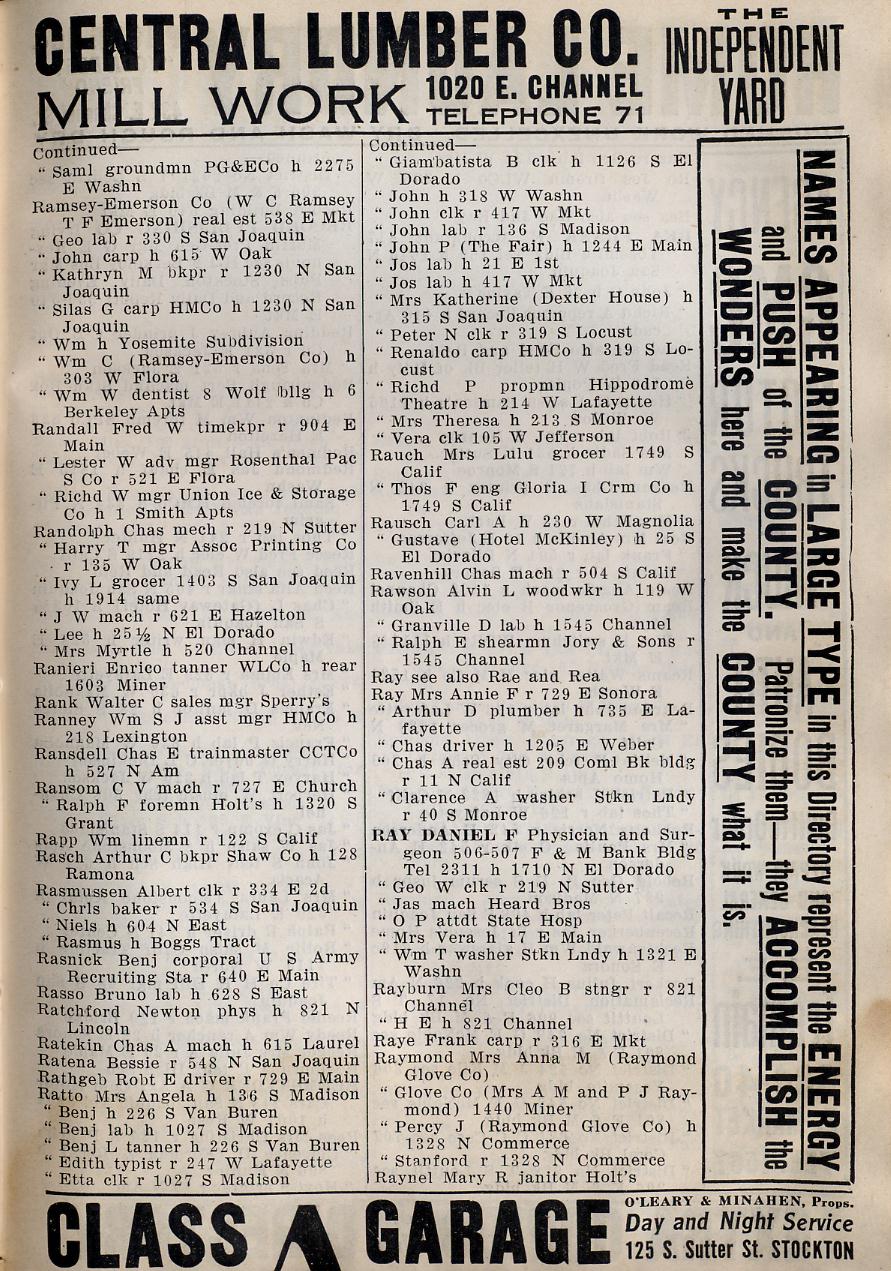 CENTRAL LUMBER CO.
MILL WORK
1020 E. CHANNEL
TELEPHONE 71
THE
INDEPENDENT
YARD
Continued—
“ Saml groundmn PG&ECo h 2275
E Washn
Ramsey-Emerson Co (W C Ramsey
T F Emerson) real est 538 E Mkt
“ Geo lab r 330 S San Joaquin
“ John carp h 615 W Oak
“ Kathryn M bkpr r 1230 N San
Joaquin
“ Silas G carp HMCo h 1230 N San
Joaquin
“ Wm h Yosemite Subdivision
“ Wm C (Ramsey-Emerson Co) h
303 W Flora
“ Wm W dentist 8 Wolf bllg h 6
Berkeley Apts
Randall Fred W timekpr r 904 E
Main
“ Lester W adv mgr Rosenthal Pac
S Co r 521 E Flora
“ Richd W mgr Union Ice & Storage
Co h 1 Smith Apts
Randolph Chas mech r 219 N Sutter
“ Harry T mgr Assoc Printing Co
r 135 W Oak
“ Ivy L grocer 1403 S San Joaquin
h 1914 same
“ J W mach r 621 E Hazelton
“ Lee h 25½ N El Dorado
“ Mrs Myrtle h 520 Channel
Ranieri Enrico tanner WLCo h rear
1603 Miner
Rank Walter C sales mgr Sperry's
Ranney Wm S J asst mgr HMCo h
218 Lexington
Ransdell Chas E trainmaster CCTCo
h 527 N Am
Ransom C V mach r 727 E Church
“ Ralph F foremn Holt's h 1320 S
Grant
Rapp Wm linemn r 122 S Calif
Rasch Arthur C bkpr Shaw Co h 128
Ramona
Rasmussen Albert clk r 334 E 2d
“ Chris baker r 534 S San Joaquin
“ Niels h 604 N East
“ Rasmus h Boggs Tract
Rasnick Benj corporal U S Army
Recruiting Sta r 640 E Main
Rasso Bruno lab h 628 S East
Ratchford Newton phys h 821 N
Lincoln
Ratekin Chas A mach h 615 Laurel
Ratena Bessie r 548 N San Joaquin
Rathgeb Robt E driver r 729 E Main
Ratto Mrs Angela h 136 S Madison
“ Benj h 226 S Van Buren
“ Benj lab h 1027 S Madison
“ Benj L tanner h 226 S Van Buren
“ Edith typist r 247 W Lafayette
“ Etta clk r 1027 S Madison
Continued—
“ Giambatista B clk h 1126 S El
Dorado
“ John h 318 W Washn
“ John clk r 417 W Mkt
“ John lab r 136 S Madison
“ John P (The Fair) h 1244 E Main
“ Jos lab h 21 E 1st
“ Jos lab h 417 W Mkt
“ Mrs Katherine (Dexter House) h
315 S San Joaquin
“ Peter N clk r 319 S Locust
“ Renaldo carp HMCo h 319 S Lo-
cust
“ Richd P propmn Hippodrome
Theatre h 214 W Lafayette
“ Mrs Theresa h 213 S Monroe
“ Vera clk 105 W Jefferson
Rauch Mrs Lulu grocer 1749 S
Calif
“ Thos F eng Gloria I Crm Co h
1749 S Calif
Rausch Carl A h 230 W Magnolia
“ Gustave (Hotel McKinley) h 25 S
El Dorado
Ravenhill Chas mach r 504 S Calif
Rawson Alvin L woodwkr h 119 W
Oak
“ Granville D lab h 1545 Channel
“ Ralph E shearmn Jory & Sons r
1545 Channel
Ray see also Rae and Rea
Ray Mrs Annie F r 729 E Sonora
“ Arthur D plumber h 735 E La-
fayette
“ Chas driver h 1205 E Weber
“ Chas A real est 209 Coml Bk bldg
r 11 N Calif
“ Clarence A washer Stkn Lndy
r 40 S Monroe
RAY DANIEL F Physician and Sur-
geon 506-507 F & M Bank Bldg
Tel 2311 h 1710 N El Dorado
“ Geo W clk r 219 N Sutter
“ Jas mach Heard Bros
“ O P attdt State Hosp
“ Mrs Vera h 17 E Main
“ Wm T washer Stkn Lndy h 1321 E
Washn
Rayburn Mrs Cleo B stngr r 821
Channel
“ H E h 821 Channel
Raye Frank carp r 316 E Mkt
Raymond Mrs Anna M (Raymond
Glove Co)
“ Glove Co (Mrs A M and P J Ray-
mond) 1440 Miner
“ Percy J (Raymond Glove Co) h
1328 N Commerce
“ Stanford r 1328 N Commerce
Raynel Mary R janitor Holt's
NAMES APPEARING in LARGE TYPE in this Directory represent the ENERGY
and PUSH of the COUNTY. Patronize them—they ACCOMPLISH the
WONDERS here and make the COUNTY what it is.
CLASS A GARAGE
O'LEARY & MINAHEN, Props.
Day and Night Service
125 S. Sutter St. STOCKTON